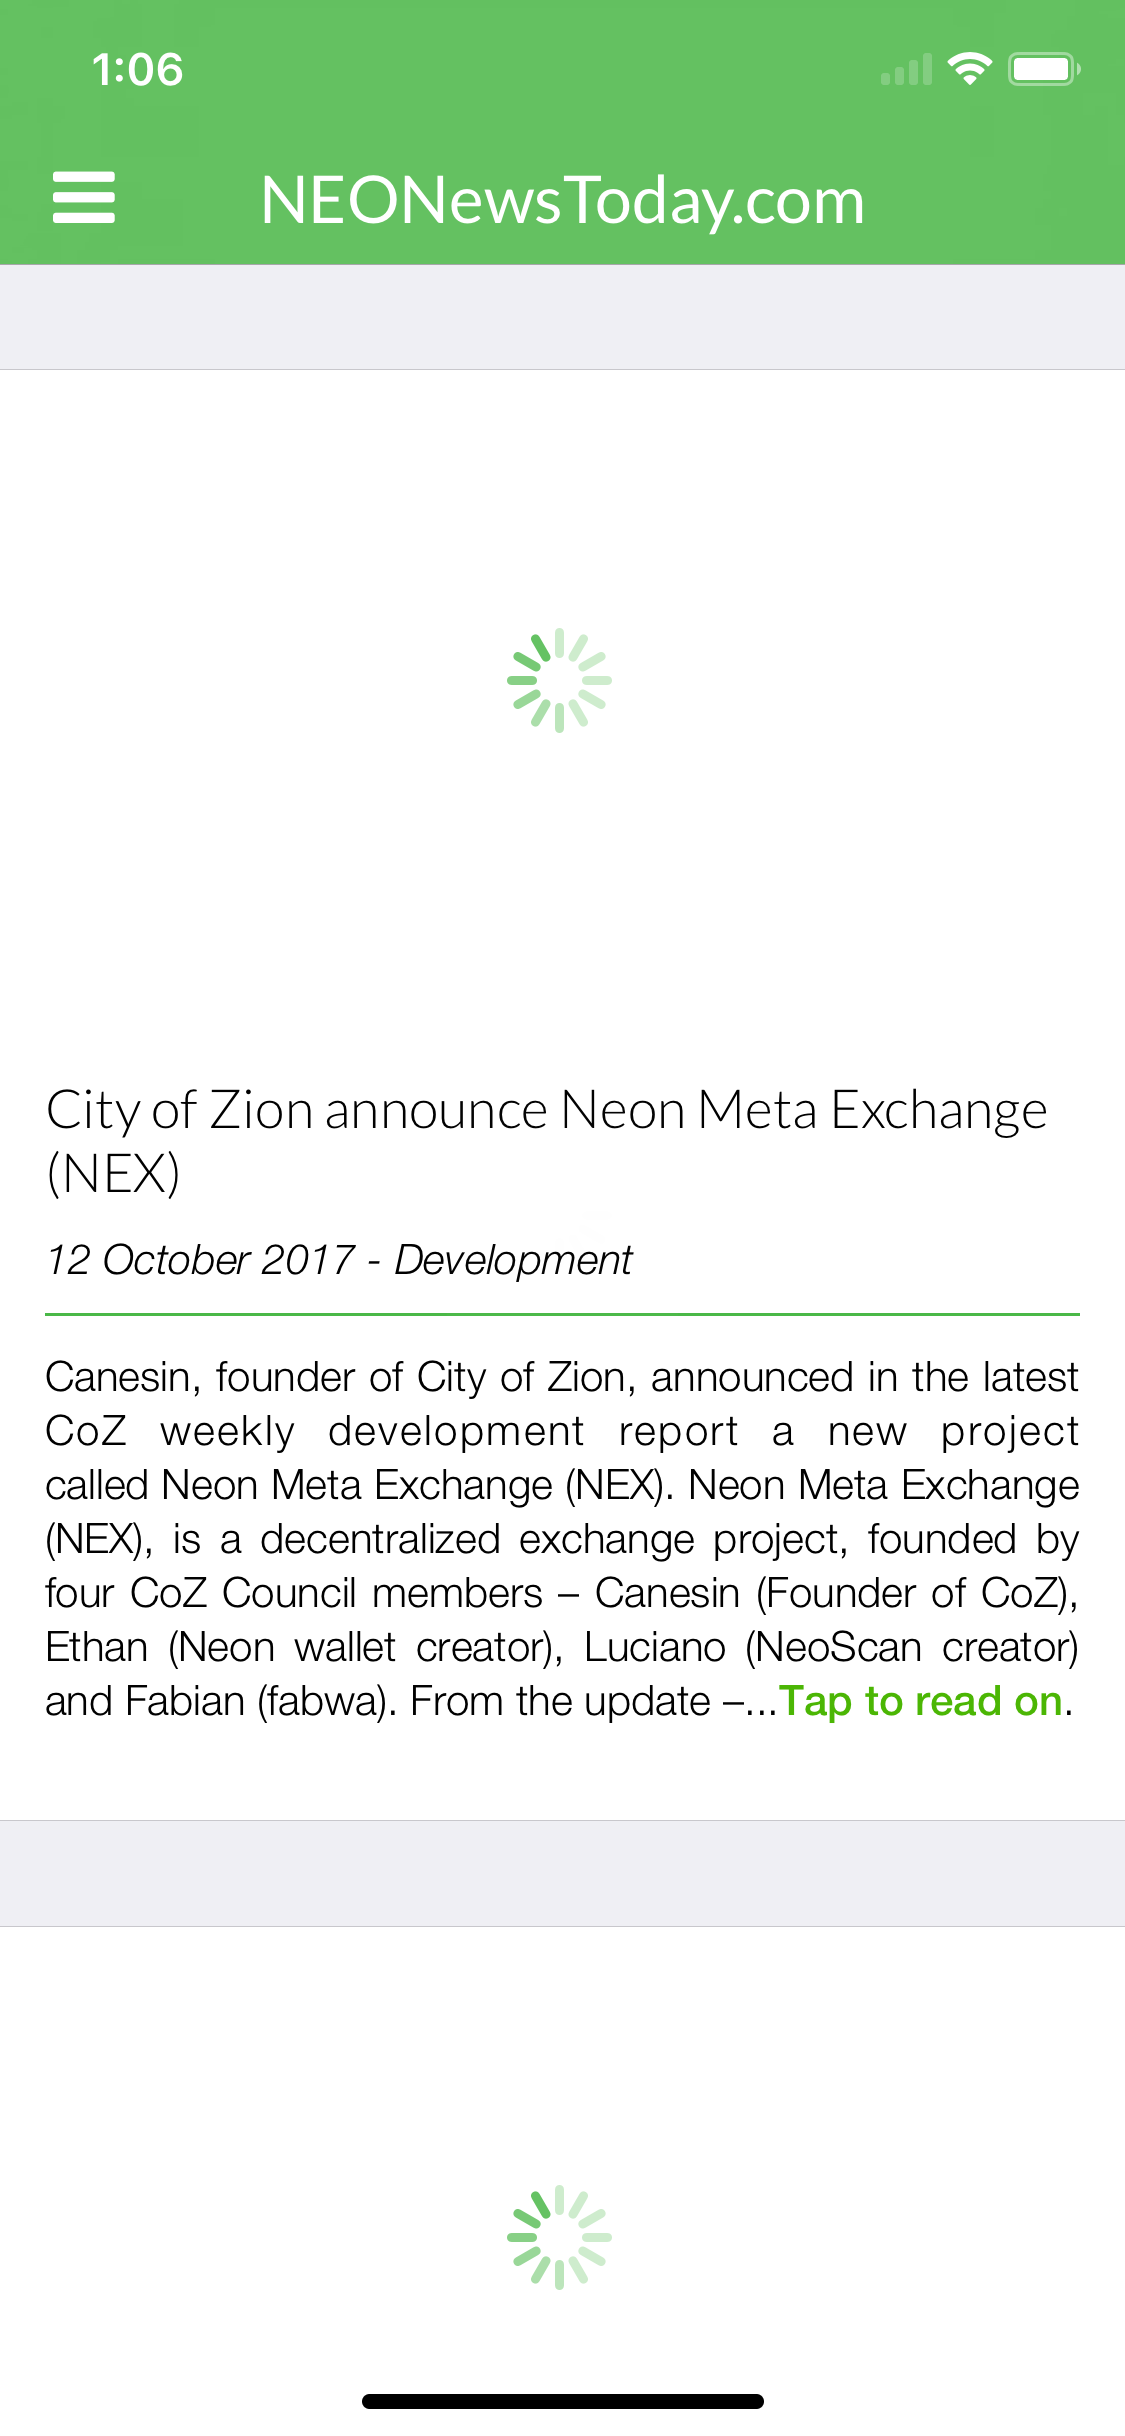 1:06
NEONewsToday.com
City of Zion announce Neon Meta Exchange
(NEX)
12 October 2017 - Development
Canesin, founder of City of Zion, announced in the latest
CoZ weekly development report a new project
called Neon Meta Exchange (NEX). Neon Meta Exchange
(NEX), is a decentralized exchange project, founded by
four CoZ Council members – Canesin (Founder of CoZ),
Ethan (Neon wallet creator), Luciano (NeoScan creator)
and Fabian (fabwa). From the update –...Tap to read on.